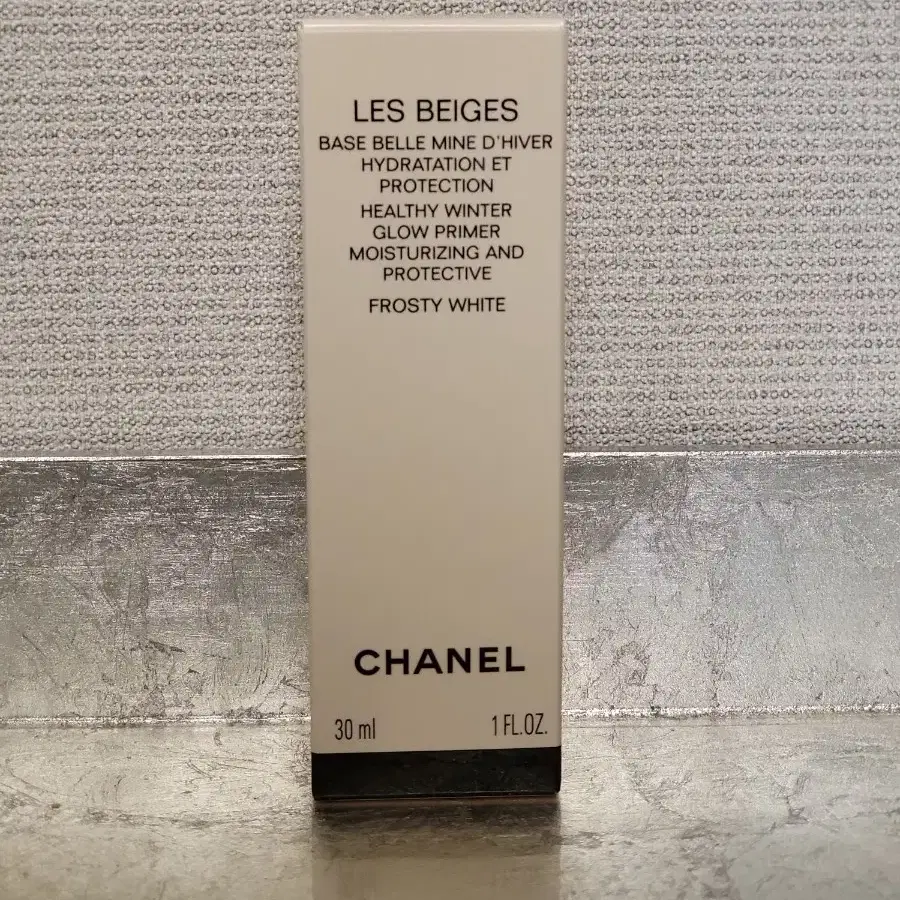 LES BEIGES
BASE BELLE MINE D'HIVER
HYDRATATION ET
PROTECTION
HEALTHY WINTER
GLOW PRIMER
MOISTURIZING AND
PROTECTIVE
FROSTY WHITE
CHANEL
30 ml 1 FL.OZ.